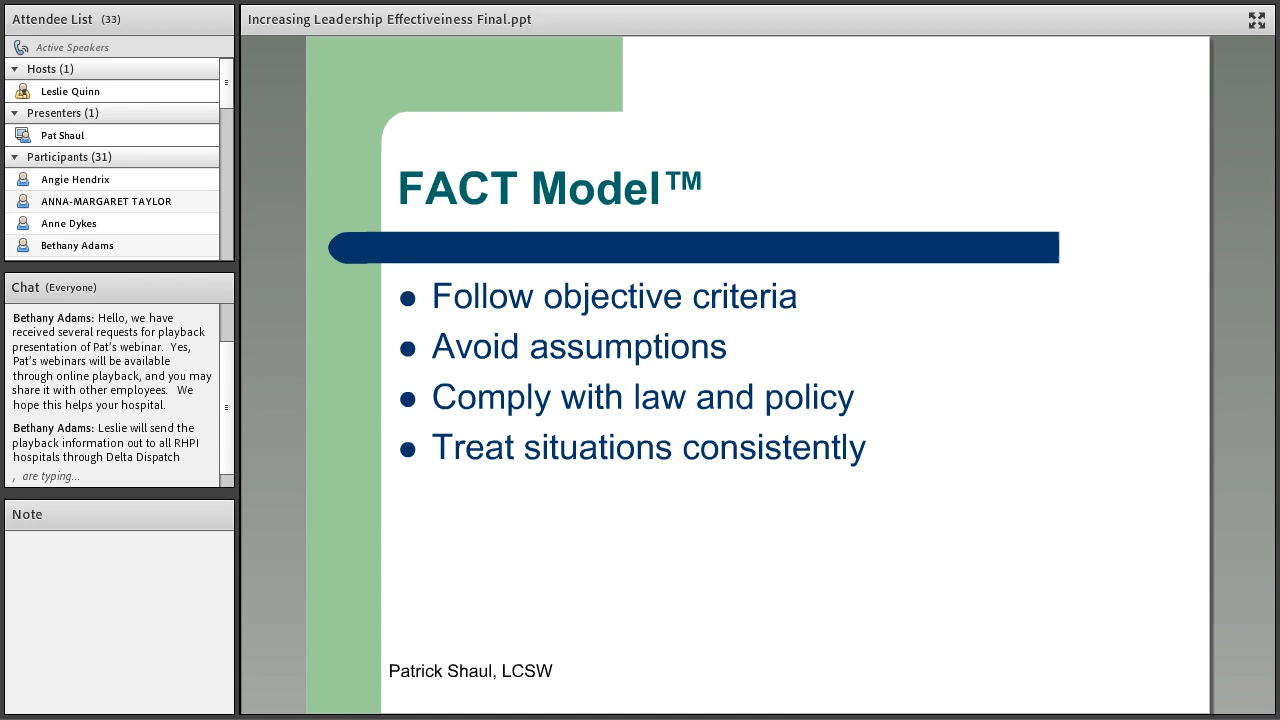 Attendee List (33)
Active Speakers
Hosts (1)
Leslie Quinn
Presenters (1)
Pat Shaul
Participants (31)
Angie Hendrix
ANNA-MARGARET TAYLOR
Anne Dykes
Bethany Adams
Chat (Everyone)
Bethany Adams: Hello, we have
received several requests for playback
presentation of Pat's webinar. Yes,
Pat's webinars will be available
through online playback, and you may
share it with other employees. We
hope this helps your hospital.
Bethany Adams: Leslie will send the
playback information out to all RHPI
hospitals through Delta Dispatch
, are typing...
Note
Increasing Leadership Effectiveiness Final.ppt
FACT Model™
● Follow objective criteria
● Avoid assumptions
● Comply with law and policy
● Treat situations consistently
Patrick Shaul, LCSW